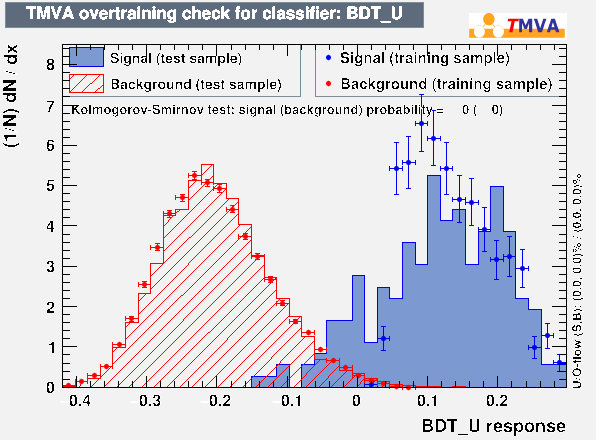 TMVA overtraining check for classifier: BDT_U
TMVA
Signal (test sample)
Background (test sample)
Signal (training sample)
Background (training sample)
Kolmogorov-Smirnov test: signal (background) probability = 0 ( 0)
(1/N) dN / dx
8
7
6
5
4
3
2
1
0
-0.4 -0.3 -0.2 -0.1 0 0.1 0.2
BDT_U response
U/O-flow (S,B): (0.0, 0.0)% / (0.0, 0.0)%